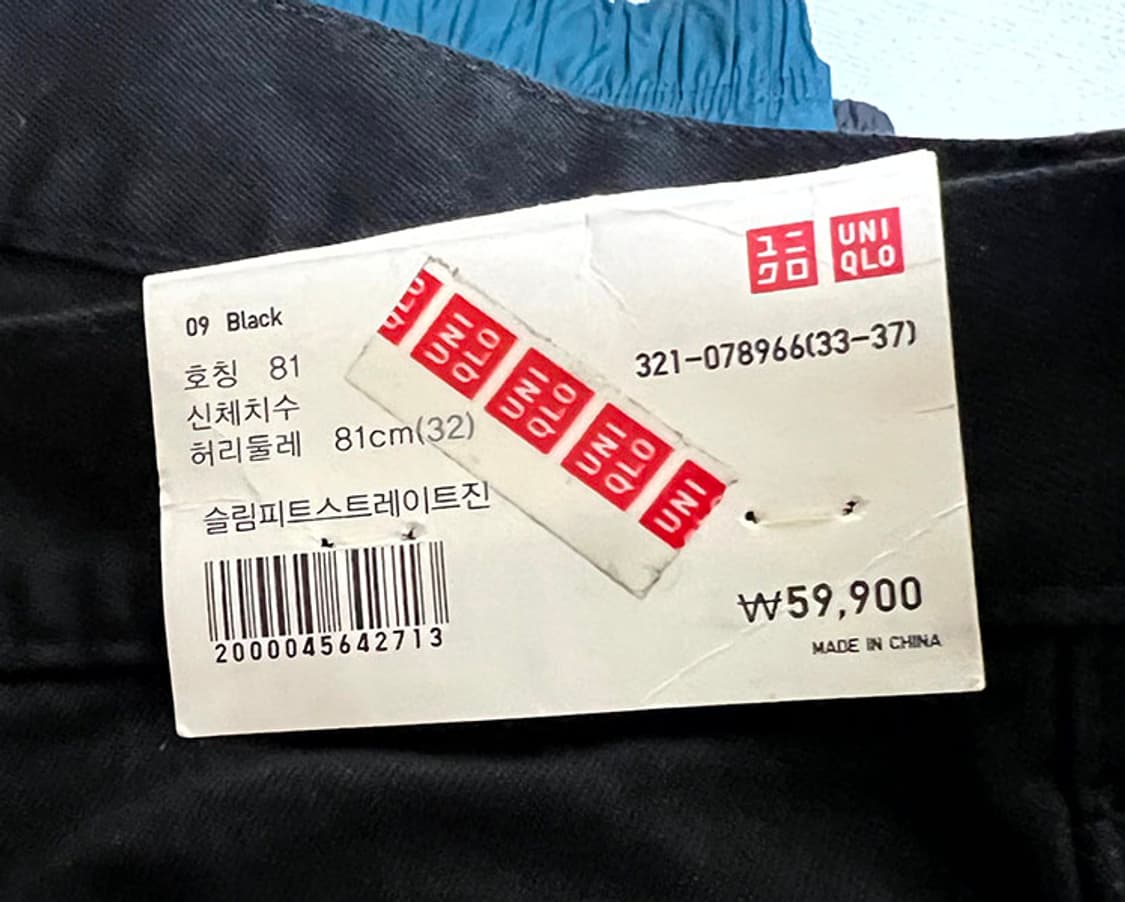 ユニ
クロ
UNI
QLO
09 Black
321-078966(33-37)
호칭 81
신체치수
허리둘레 81cm(32)
슬림피트스트레이트진
2000045642713
₩59,900
MADE IN CHINA
QLO
UNI
QLO
UNI
QLO
UNI
QLO
UNI